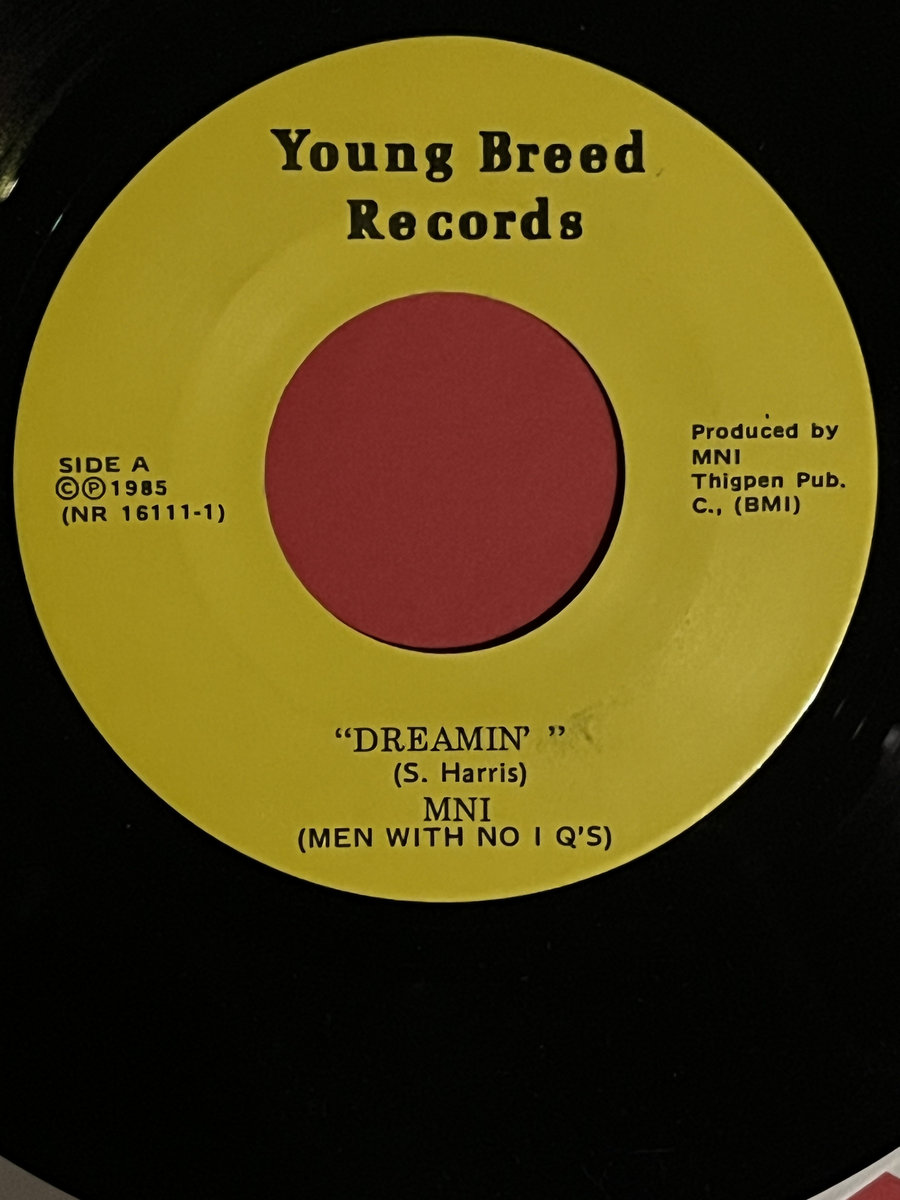 Young Breed
Records
SIDE A
©℗1985
(NR 16111-1)
Produced by
MNI
Thigpen Pub.
C., (BMI)
“DREAMIN’ ”
(S. Harris)
MNI
(MEN WITH NO I Q'S)